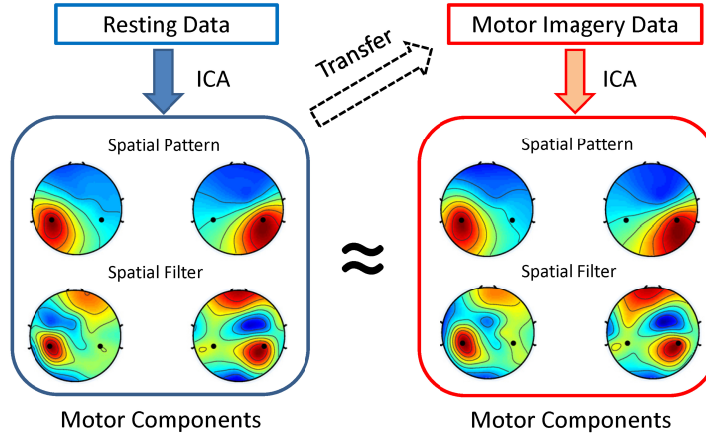 Resting Data
Motor Imagery Data
Transfer
ICA
ICA
Spatial Pattern
Spatial Pattern
≈
Spatial Filter
Spatial Filter
Motor Components
Motor Components